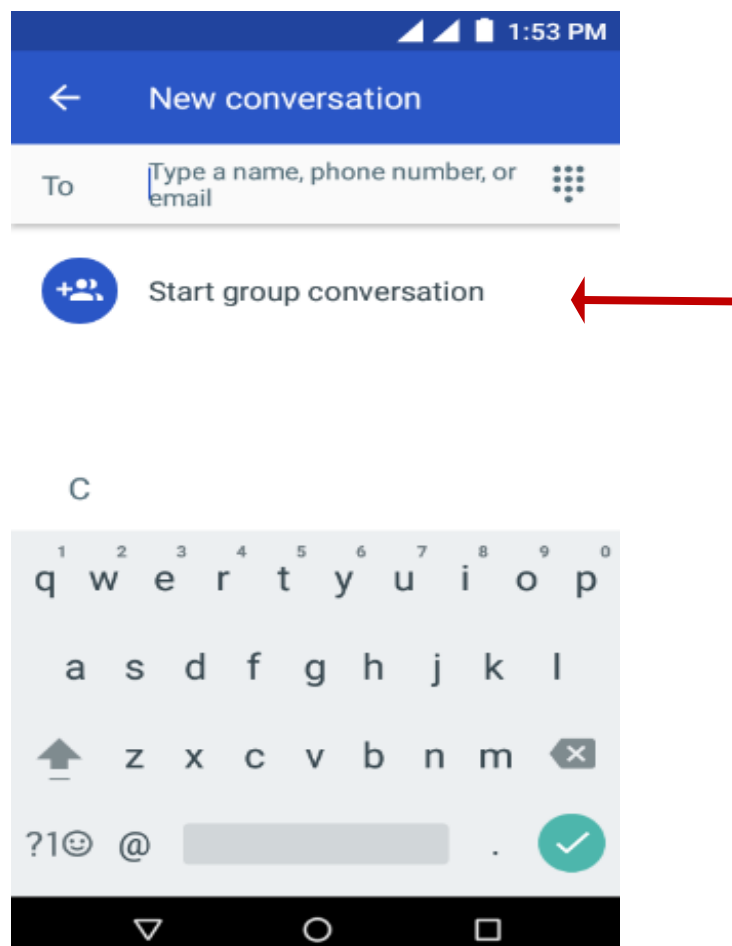 1:53 PM
New conversation
To
Type a name, phone number, or
email
Start group conversation
C
1 2 3 4 5 6 7 8 9 0
q w e r t y u i o p
a s d f g h j k l
z x c v b n m
?1☺ @ .